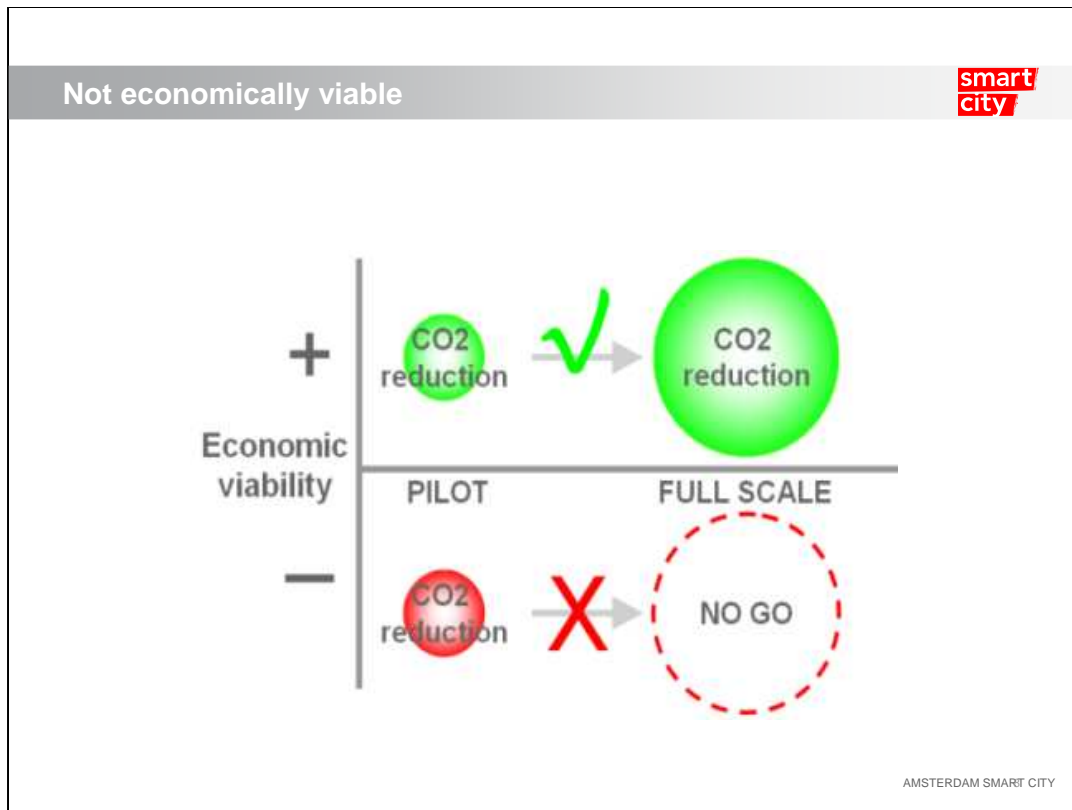 Not economically viable
smart
city
+
CO2
reduction
CO2
reduction
Economic
viability
PILOT
FULL SCALE
–
CO2
reduction
X
NO GO
AMSTERDAM SMART CITY